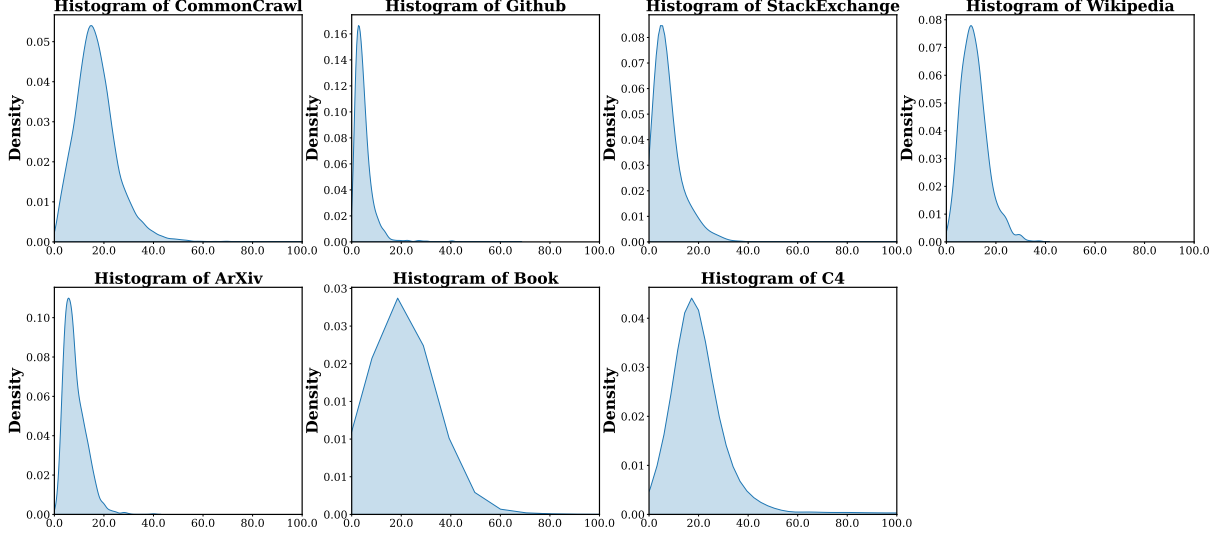 Histogram of CommonCrawl
Density
0.05
0.04
0.03
0.02
0.01
0.00
0.0 20.0 40.0 60.0 80.0 100.0
Histogram of Github
Density
0.16
0.14
0.12
0.10
0.08
0.06
0.04
0.02
0.00
0.0 20.0 40.0 60.0 80.0 100.0
Histogram of StackExchange
Density
0.08
0.07
0.06
0.05
0.04
0.03
0.02
0.01
0.00
0.0 20.0 40.0 60.0 80.0 100.0
Histogram of Wikipedia
Density
0.08
0.07
0.06
0.05
0.04
0.03
0.02
0.01
0.00
0.0 20.0 40.0 60.0 80.0 100.0
Histogram of ArXiv
Density
0.10
0.08
0.06
0.04
0.02
0.00
0.0 20.0 40.0 60.0 80.0 100.0
Histogram of Book
Density
0.03
0.03
0.02
0.01
0.01
0.01
0.00
0.0 20.0 40.0 60.0 80.0 100.0
Histogram of C4
Density
0.04
0.03
0.02
0.01
0.00
0.0 20.0 40.0 60.0 80.0 100.0